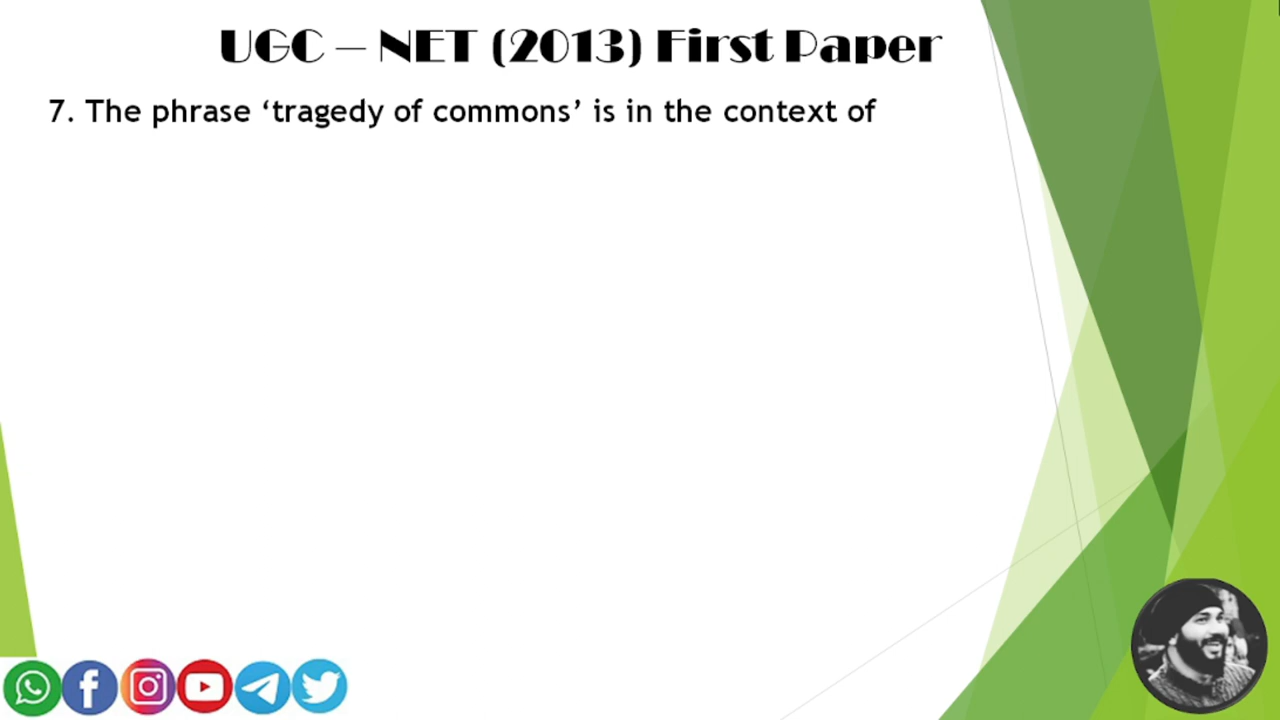 UGC – NET (2013) First Paper
7. The phrase ‘tragedy of commons’ is in the context of